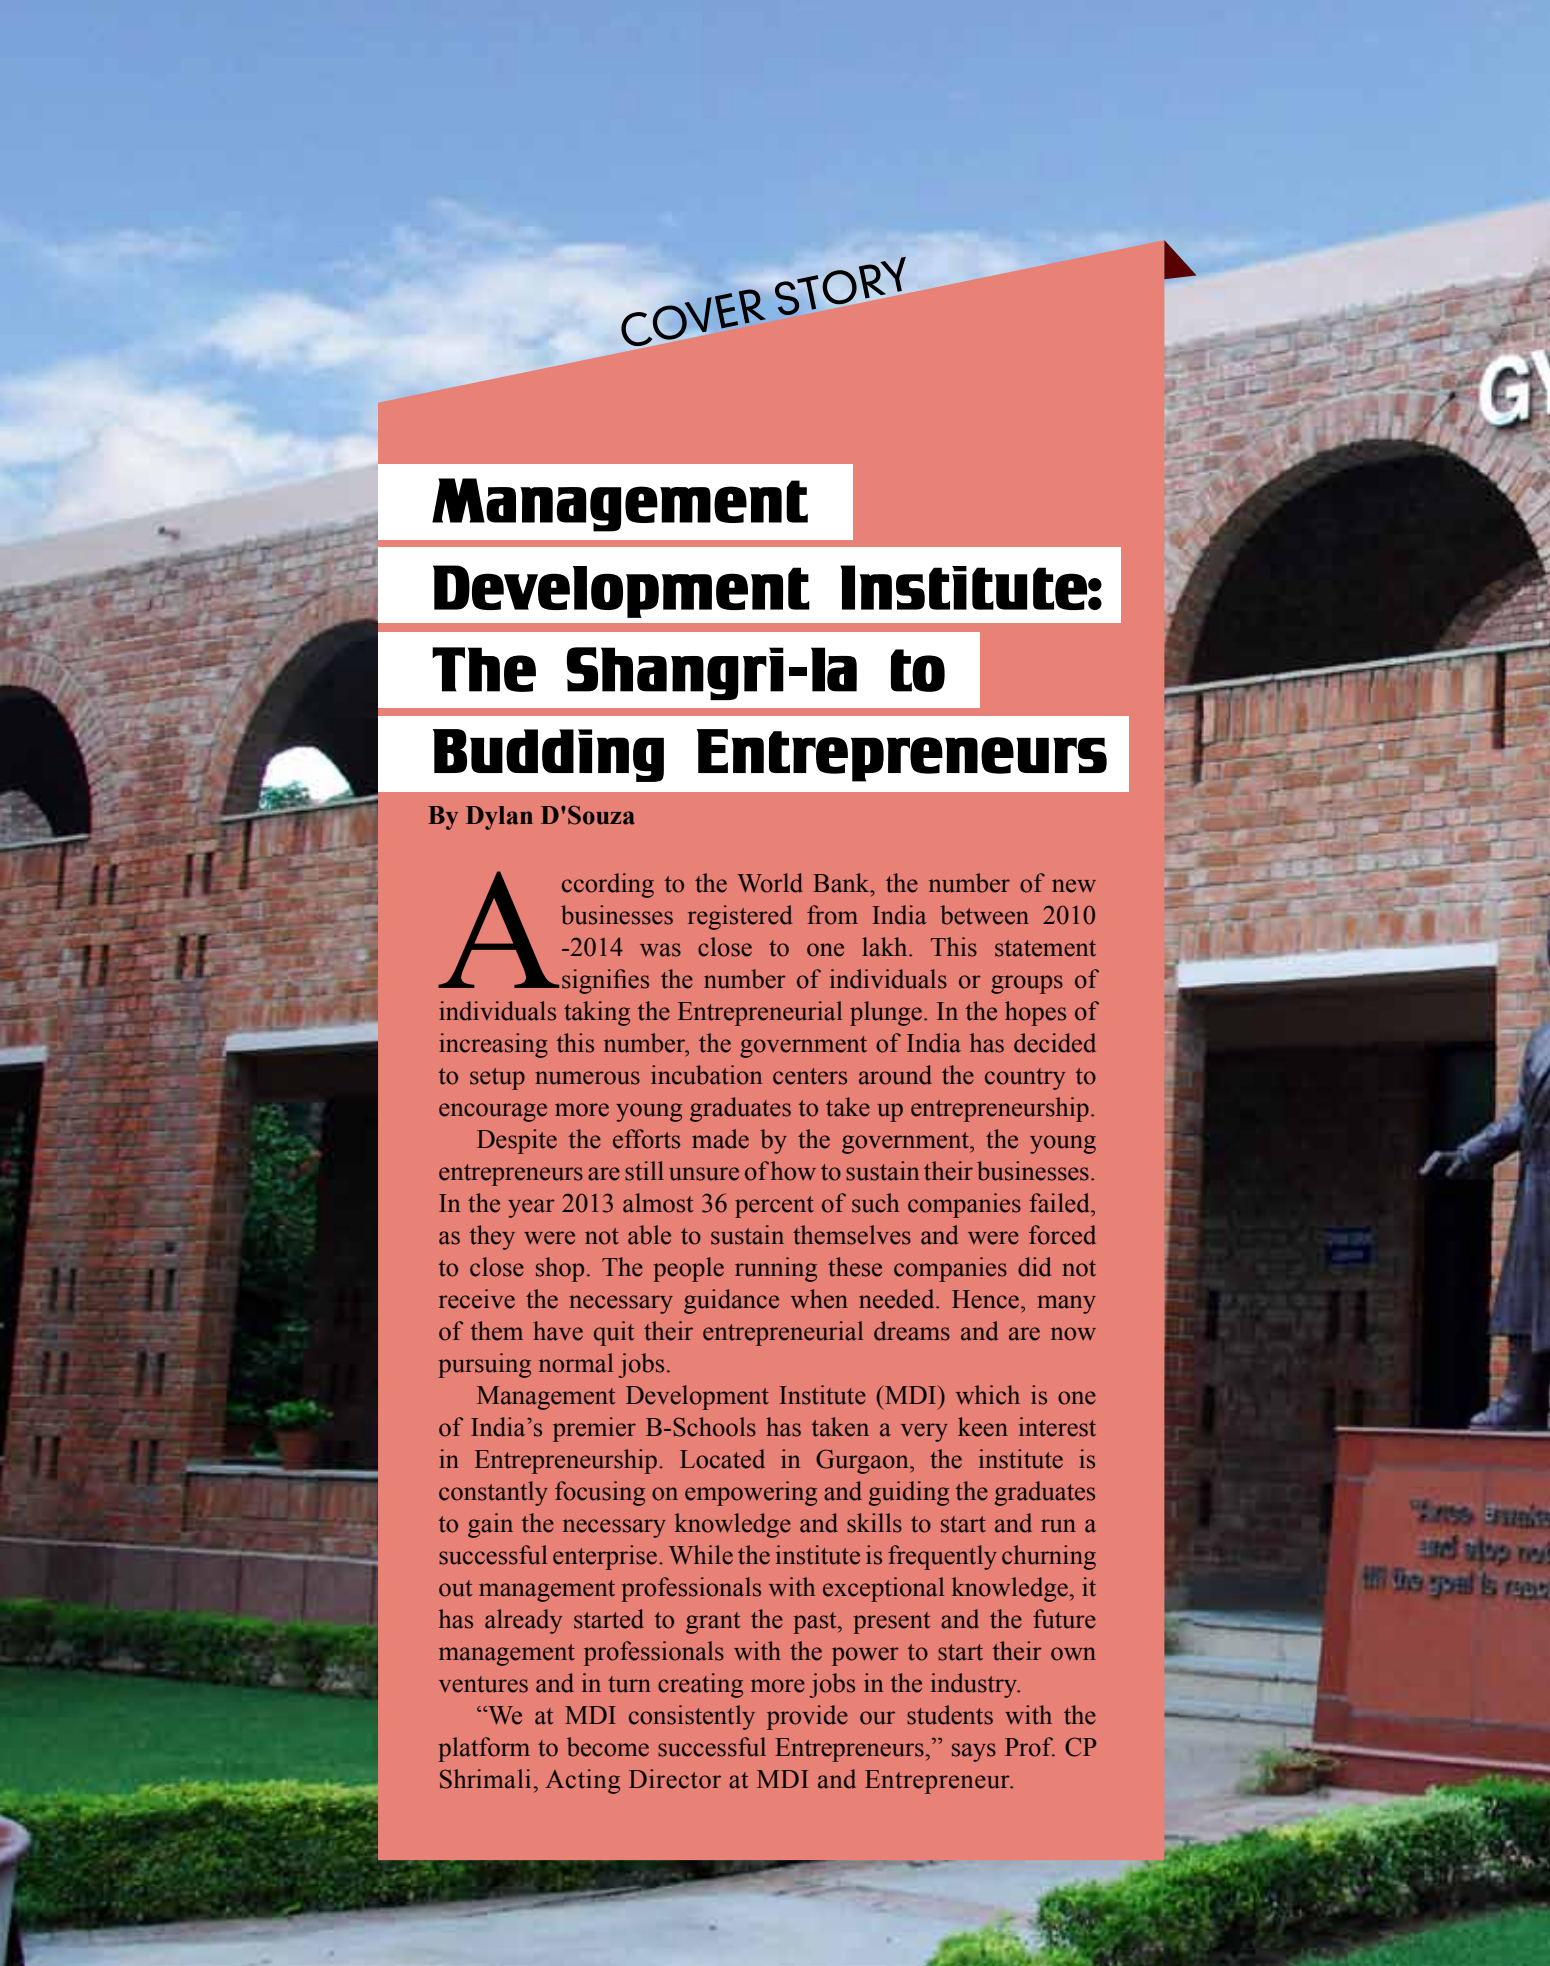 COVER STORY
GY
Management
Development Institute:
The Shangri-la to
Budding Entrepreneurs
By Dylan D'Souza
According to the World Bank, the number of new
businesses registered from India between 2010
-2014 was close to one lakh. This statement
signifies the number of individuals or groups of
individuals taking the Entrepreneurial plunge. In the hopes of
increasing this number, the government of India has decided
to setup numerous incubation centers around the country to
encourage more young graduates to take up entrepreneurship.
Despite the efforts made by the government, the young
entrepreneurs are still unsure of how to sustain their businesses.
In the year 2013 almost 36 percent of such companies failed,
as they were not able to sustain themselves and were forced
to close shop. The people running these companies did not
receive the necessary guidance when needed. Hence, many
of them have quit their entrepreneurial dreams and are now
pursuing normal jobs.
Management Development Institute (MDI) which is one
of India’s premier B-Schools has taken a very keen interest
in Entrepreneurship. Located in Gurgaon, the institute is
constantly focusing on empowering and guiding the graduates
to gain the necessary knowledge and skills to start and run a
successful enterprise. While the institute is frequently churning
out management professionals with exceptional knowledge, it
has already started to grant the past, present and the future
management professionals with the power to start their own
ventures and in turn creating more jobs in the industry.
“We at MDI consistently provide our students with the
platform to become successful Entrepreneurs,” says Prof. CP
Shrimali, Acting Director at MDI and Entrepreneur.
and stop not
till the goal is reac